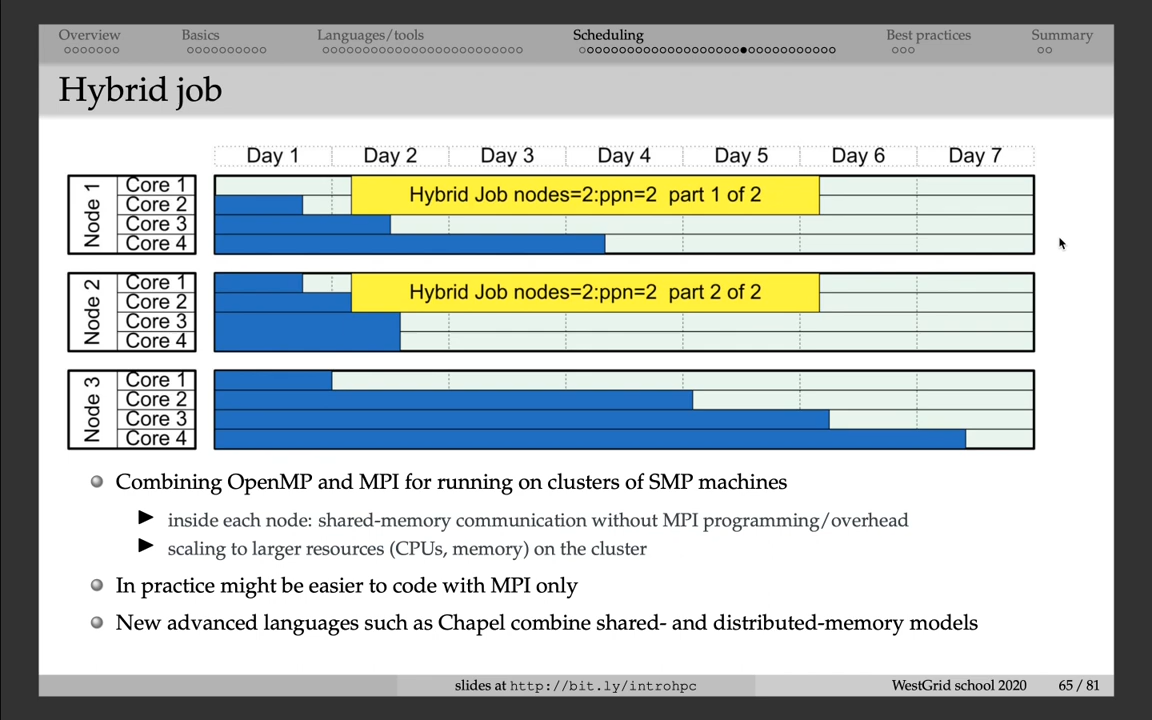 Overview Basics Languages/tools Scheduling Best practices Summary
Hybrid job
Day 1 Day 2 Day 3 Day 4 Day 5 Day 6 Day 7
Node 1
Core 1
Core 2
Core 3
Core 4
Hybrid Job nodes=2:ppn=2 part 1 of 2
Node 2
Core 1
Core 2
Core 3
Core 4
Hybrid Job nodes=2:ppn=2 part 2 of 2
Node 3
Core 1
Core 2
Core 3
Core 4
Combining OpenMP and MPI for running on clusters of SMP machines
inside each node: shared-memory communication without MPI programming/overhead
scaling to larger resources (CPUs, memory) on the cluster
In practice might be easier to code with MPI only
New advanced languages such as Chapel combine shared- and distributed-memory models
slides at http://bit.ly/introhpc WestGrid school 2020 65 / 81